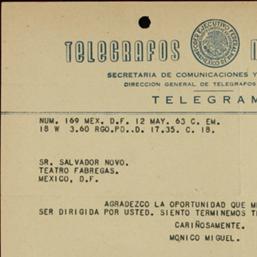 TELEGRAFOS N
SECRETARIA DE COMUNICACIONES Y
DIRECCION GENERAL DE TELEGRAFOS
TELEGRAM
NUM. 169 MEX. D.F. 12 MAY. 63 C. EM.
18 W 3.60 RGO.PD..D. 17.35. C. 18.
SR. SALVADOR NOVO.
TEATRO FABREGAS.
MEXICO, D.F.
AGRADEZCO LA OPORTUNIDAD QUE ME
SER DIRIGIDA POR USTED. SIENTO TERMINEMOS T
CARIÑOSAMENTE.
MONICO MIGUEL.